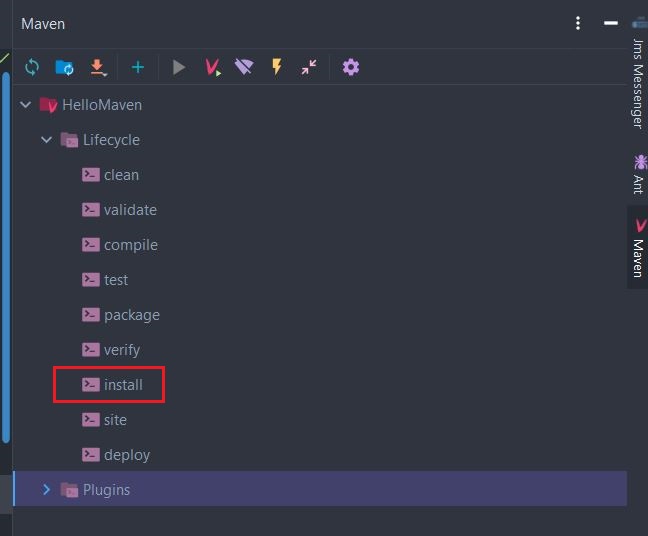 Maven
HelloMaven
Lifecycle
clean
validate
compile
test
package
verify
install
site
deploy
Plugins
Jms Messenger
Ant
Maven